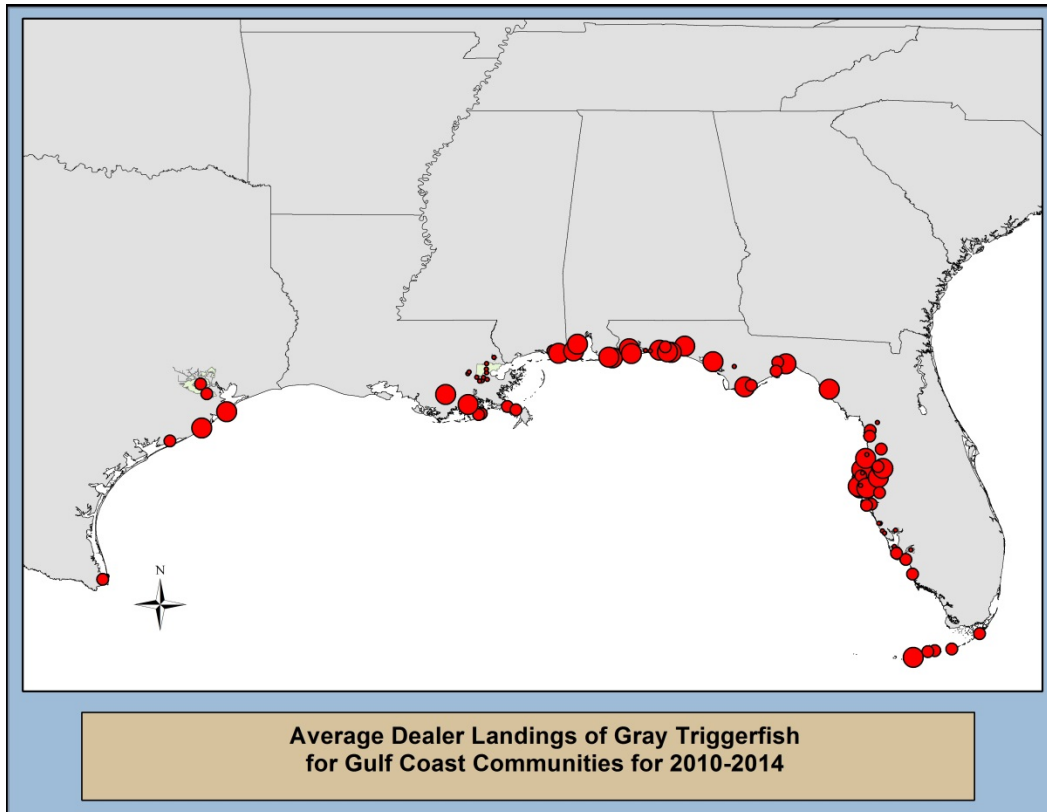 N
Average Dealer Landings of Gray Triggerfish
for Gulf Coast Communities for 2010-2014